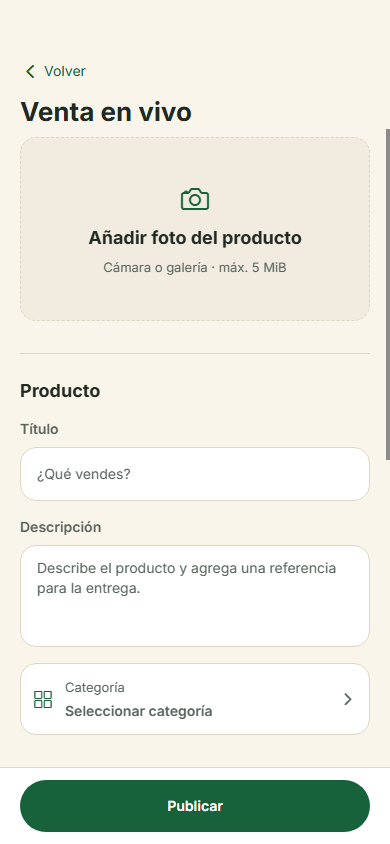 Volver
Venta en vivo
Añadir foto del producto
Cámara o galería · máx. 5 MiB
Producto
Título
¿Qué vendes?
Descripción
Describe el producto y agrega una referencia
para la entrega.
Categoría
Seleccionar categoría
Publicar